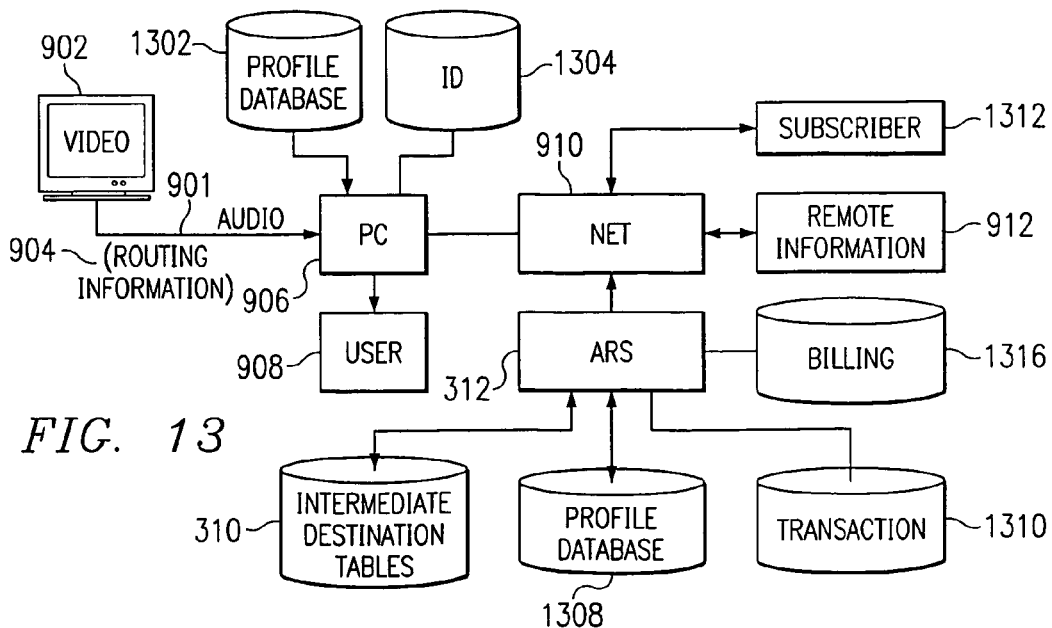 1302
1304
902
PROFILE
DATABASE
ID
VIDEO
910
SUBSCRIBER
1312
901
AUDIO
PC
NET
REMOTE
INFORMATION
912
904
(ROUTING
INFORMATION)
906
USER
908
ARS
312
BILLING
1316
FIG. 13
INTERMEDIATE
DESTINATION
TABLES
310
PROFILE
DATABASE
1308
TRANSACTION
1310